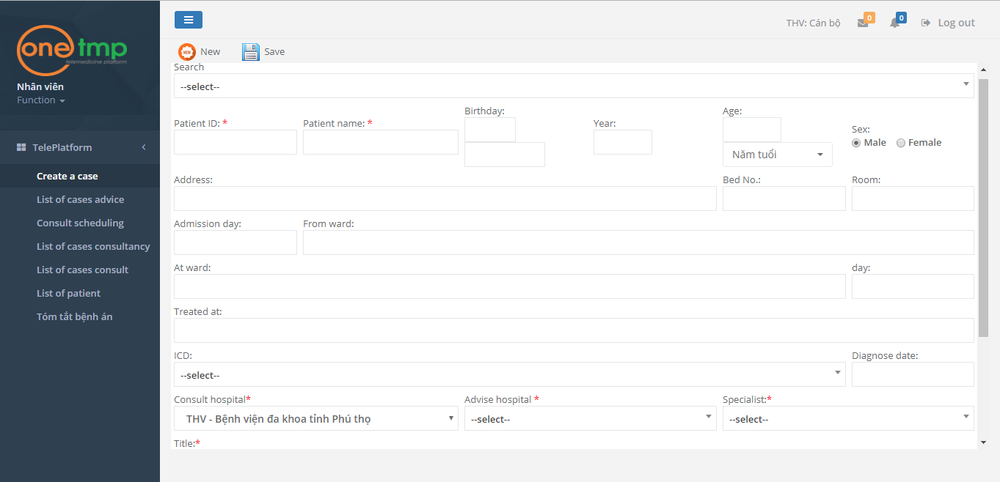 THV: Cán bộ
0
0
Log out
one tmp
telemedicine platform
Nhân viên
Function
TelePlatform
Create a case
List of cases advice
Consult scheduling
List of cases consultancy
List of cases consult
List of patient
Tóm tắt bệnh án
NEW
New
Save
Search
--select--
Patient ID: *
Patient name: *
Birthday:
Year:
Age:
Năm tuổi
Sex:
Male
Female
Address:
Bed No.:
Room:
Admission day:
From ward:
At ward:
day:
Treated at:
ICD:
--select--
Diagnose date:
Consult hospital*
THV - Bệnh viện đa khoa tỉnh Phú thọ
Advise hospital *
--select--
Specialist:*
--select--
Title:*